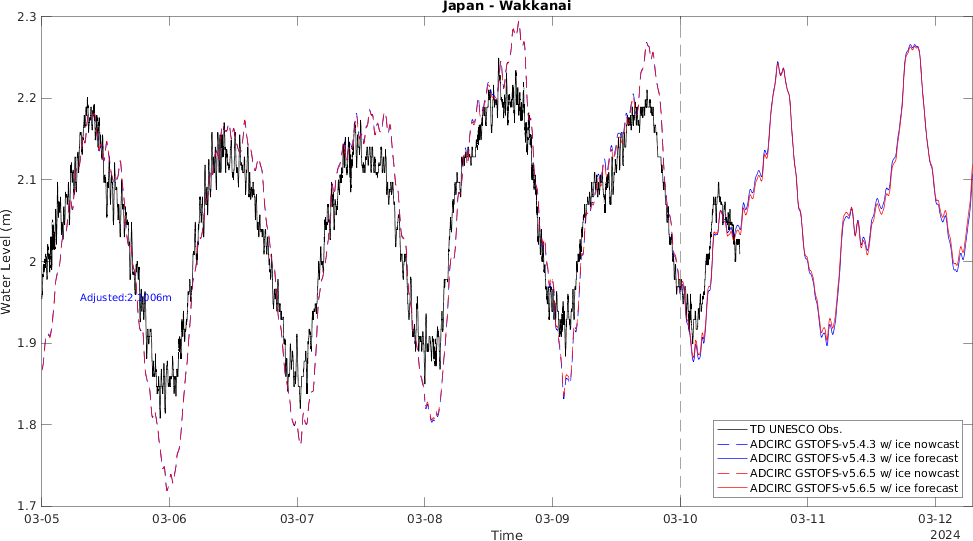 Japan - Wakkanai
2.3
2.2
2.1
2
1.9
1.8
1.7
Water Level (m)
Adjusted:2.1006m
TD UNESCO Obs.
ADCIRC GSTOFS-v5.4.3 w/ ice nowcast
ADCIRC GSTOFS-v5.4.3 w/ ice forecast
ADCIRC GSTOFS-v5.6.5 w/ ice nowcast
ADCIRC GSTOFS-v5.6.5 w/ ice forecast
03-05 03-06 03-07 03-08 03-09 03-10 03-11 03-12
Time
2024